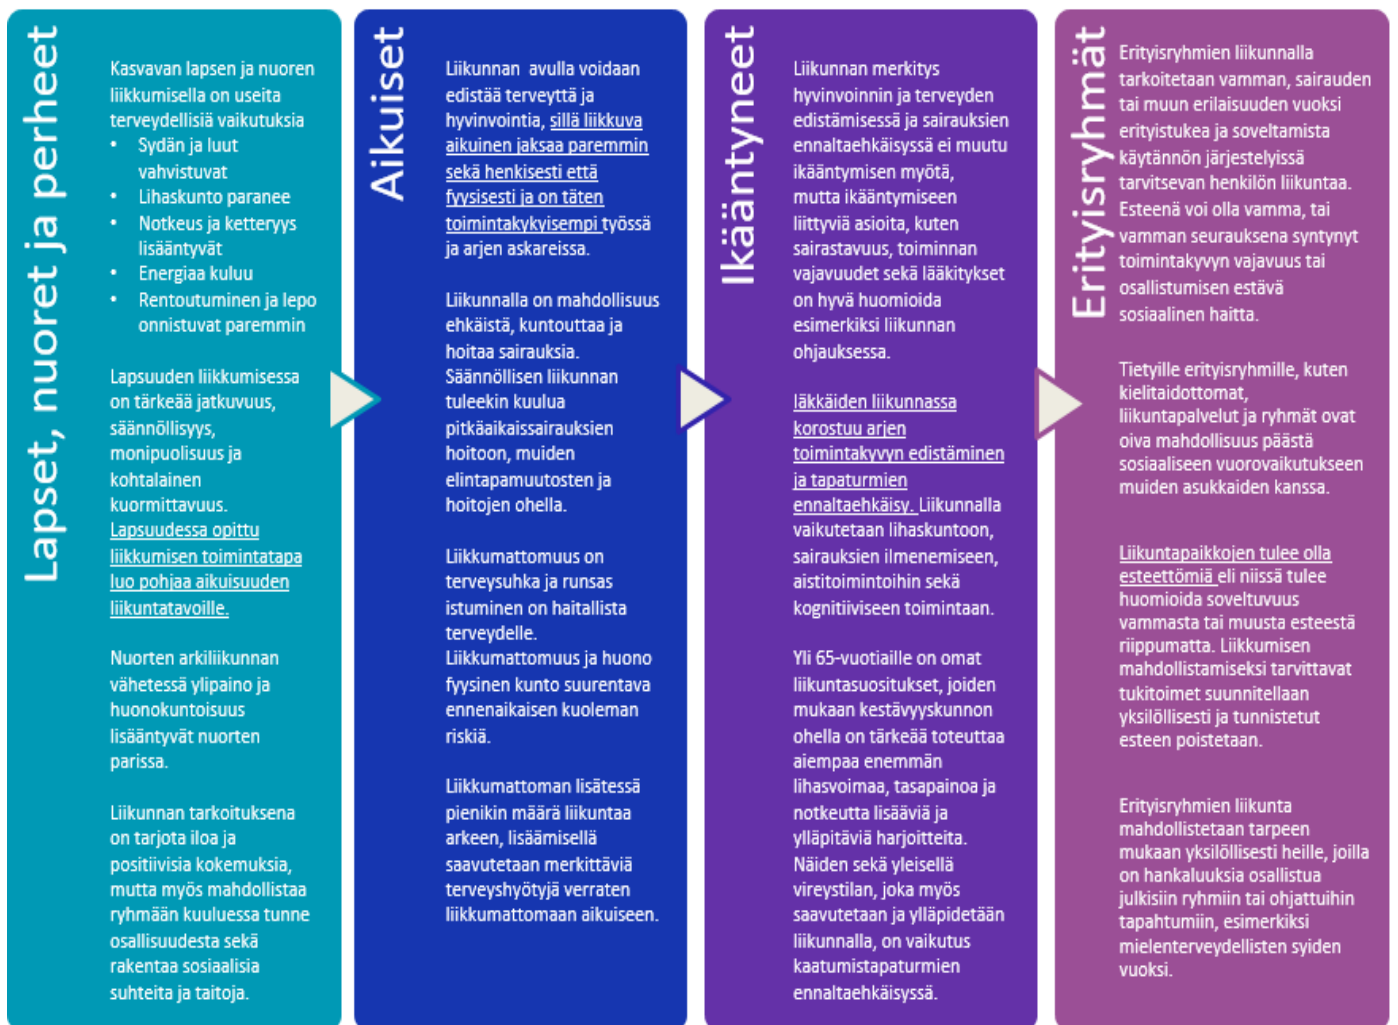 Lapset, nuoret ja perheet
Kasvavan lapsen ja nuoren
liikkumisella on useita
terveydellisiä vaikutuksia
• Sydän ja luut
vahvistuvat
• Lihaskunto paranee
• Notkeus ja ketteryys
lisääntyvät
• Energiaa kuluu
• Rentoutuminen ja lepo
onnistuvat paremmin
Lapsuuden liikkumisessa
on tärkeää jatkuvuus,
säännöllisyys,
monipuolisuus ja
kohtalainen
kuormittavuus.
Lapsuudessa opittu
liikkumisen toimintatapa
luo pohjaa aikuisuuden
liikuntatavoille.
Nuorten arkiliikunnan
vähetessä ylipaino ja
huonokuntoisuus
lisääntyvät nuorten
parissa.
Liikunnan tarkoituksena
on tarjota iloa ja
positiivisia kokemuksia,
mutta myös mahdollistaa
ryhmään kuuluessa tunne
osallisuudesta sekä
rakentaa sosiaalisia
suhteita ja taitoja.
Aikuiset
Liikunnan avulla voidaan
edistää terveyttä ja
hyvinvointia, sillä liikkuva
aikuinen jaksaa paremmin
sekä henkisesti että
fyysisesti ja on täten
toimintakykyisempi työssä
ja arjen askareissa.
Liikunnalla on mahdollisuus
ehkäistä, kuntouttaa ja
hoitaa sairauksia.
Säännöllisen liikunnan
tuleekin kuulua
pitkäaikaissairauksien
hoitoon, muiden
elintapamuutosten ja
hoitojen ohella.
Liikkumattomuus on
terveysuhka ja runsas
istuminen on haitallista
terveydelle.
Liikkumattomuus ja huono
fyysinen kunto suurentava
ennenaikaisen kuoleman
riskiä.
Liikkumattoman lisätessä
pienikin määrä liikuntaa
arkeen, lisäämisellä
saavutetaan merkittäviä
terveyshyötyjä verraten
liikkumattomaan aikuiseen.
Ikääntyneet
Liikunnan merkitys
hyvinvoinnin ja terveyden
edistämisessä ja sairauksien
ennaltaehkäisyssä ei muutu
ikääntymisen myötä,
mutta ikääntymiseen
liittyviä asioita, kuten
sairastavuus, toiminnan
vajavuudet sekä lääkitykset
on hyvä huomioida
esimerkiksi liikunnan
ohjauksessa.
Iäkkäiden liikunnassa
korostuu arjen
toimintakyvyn edistäminen
ja tapaturmien
ennaltaehkäisy. Liikunnalla
vaikutetaan lihaskuntoon,
sairauksien ilmenemiseen,
aistitoimintoihin sekä
kognitiiviseen toimintaan.
Yli 65-vuotiaille on omat
liikuntasuositukset, joiden
mukaan kestävyyskunnon
ohella on tärkeää toteuttaa
aiempaa enemmän
lihasvoimaa, tasapainoa ja
notkeutta lisääviä ja
ylläpitäviä harjoitteita.
Näiden sekä yleisellä
vireystilan, joka myös
saavutetaan ja ylläpidetään
liikunnalla, on vaikutus
kaatumistapaturmien
ennaltaehkäisyssä.
Erityisryhmät
Erityisryhmien liikunnalla
tarkoitetaan vamman, sairauden
tai muun erilaisuuden vuoksi
erityistukea ja soveltamista
käytännön järjestelyissä
tarvitsevan henkilön liikuntaa.
Esteenä voi olla vamma, tai
vamman seurauksena syntynyt
toimintakyvyn vajavuus tai
osallistumisen estävä
sosiaalinen haitta.
Tietyille erityisryhmille, kuten
kielitaidottomat,
liikuntapalvelut ja ryhmät ovat
oiva mahdollisuus päästä
sosiaaliseen vuorovaikutukseen
muiden asukkaiden kanssa.
Liikuntapaikkojen tulee olla
esteettömiä eli niissä tulee
huomioida soveltuvuus
vammasta tai muusta esteestä
riippumatta. Liikkumisen
mahdollistamiseksi tarvittavat
tukitoimet suunnitellaan
yksilöllisesti ja tunnistetut
esteen poistetaan.
Erityisryhmien liikunta
mahdollistetaan tarpeen
mukaan yksilöllisesti heille, joilla
on hankaluuksia osallistua
julkisiin ryhmiin tai ohjattuihin
tapahtumiin, esimerkiksi
mielenterveydellisten syiden
vuoksi.